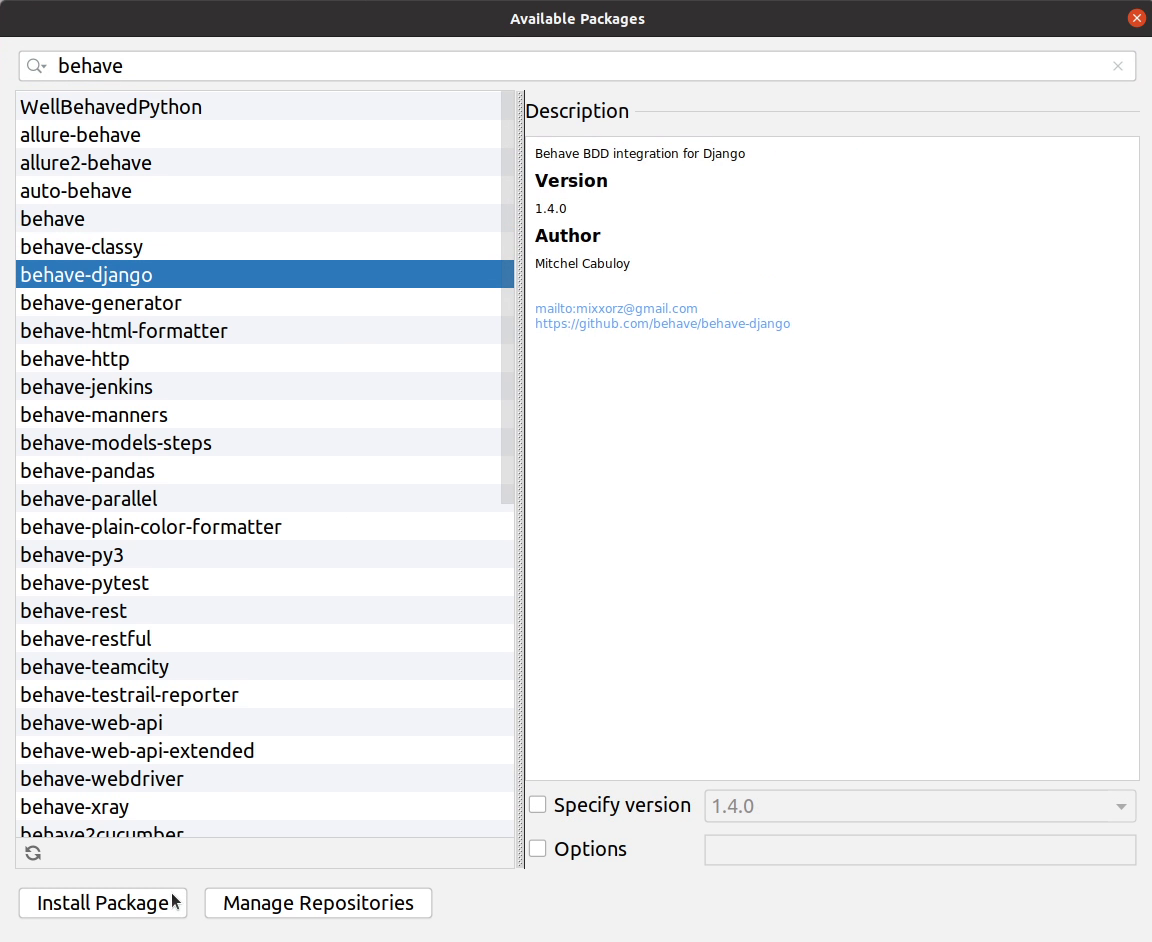 Available Packages
behave
WellBehavedPython
allure-behave
allure2-behave
auto-behave
behave
behave-classy
behave-django
behave-generator
behave-html-formatter
behave-http
behave-jenkins
behave-manners
behave-models-steps
behave-pandas
behave-parallel
behave-plain-color-formatter
behave-py3
behave-pytest
behave-rest
behave-restful
behave-teamcity
behave-testrail-reporter
behave-web-api
behave-web-api-extended
behave-webdriver
behave-xray
behave2cucumber
Description
Behave BDD integration for Django
Version
1.4.0
Author
Mitchel Cabuloy
mailto:mixxorz@gmail.com
https://github.com/behave/behave-django
Specify version
1.4.0
Options
Install Package
Manage Repositories